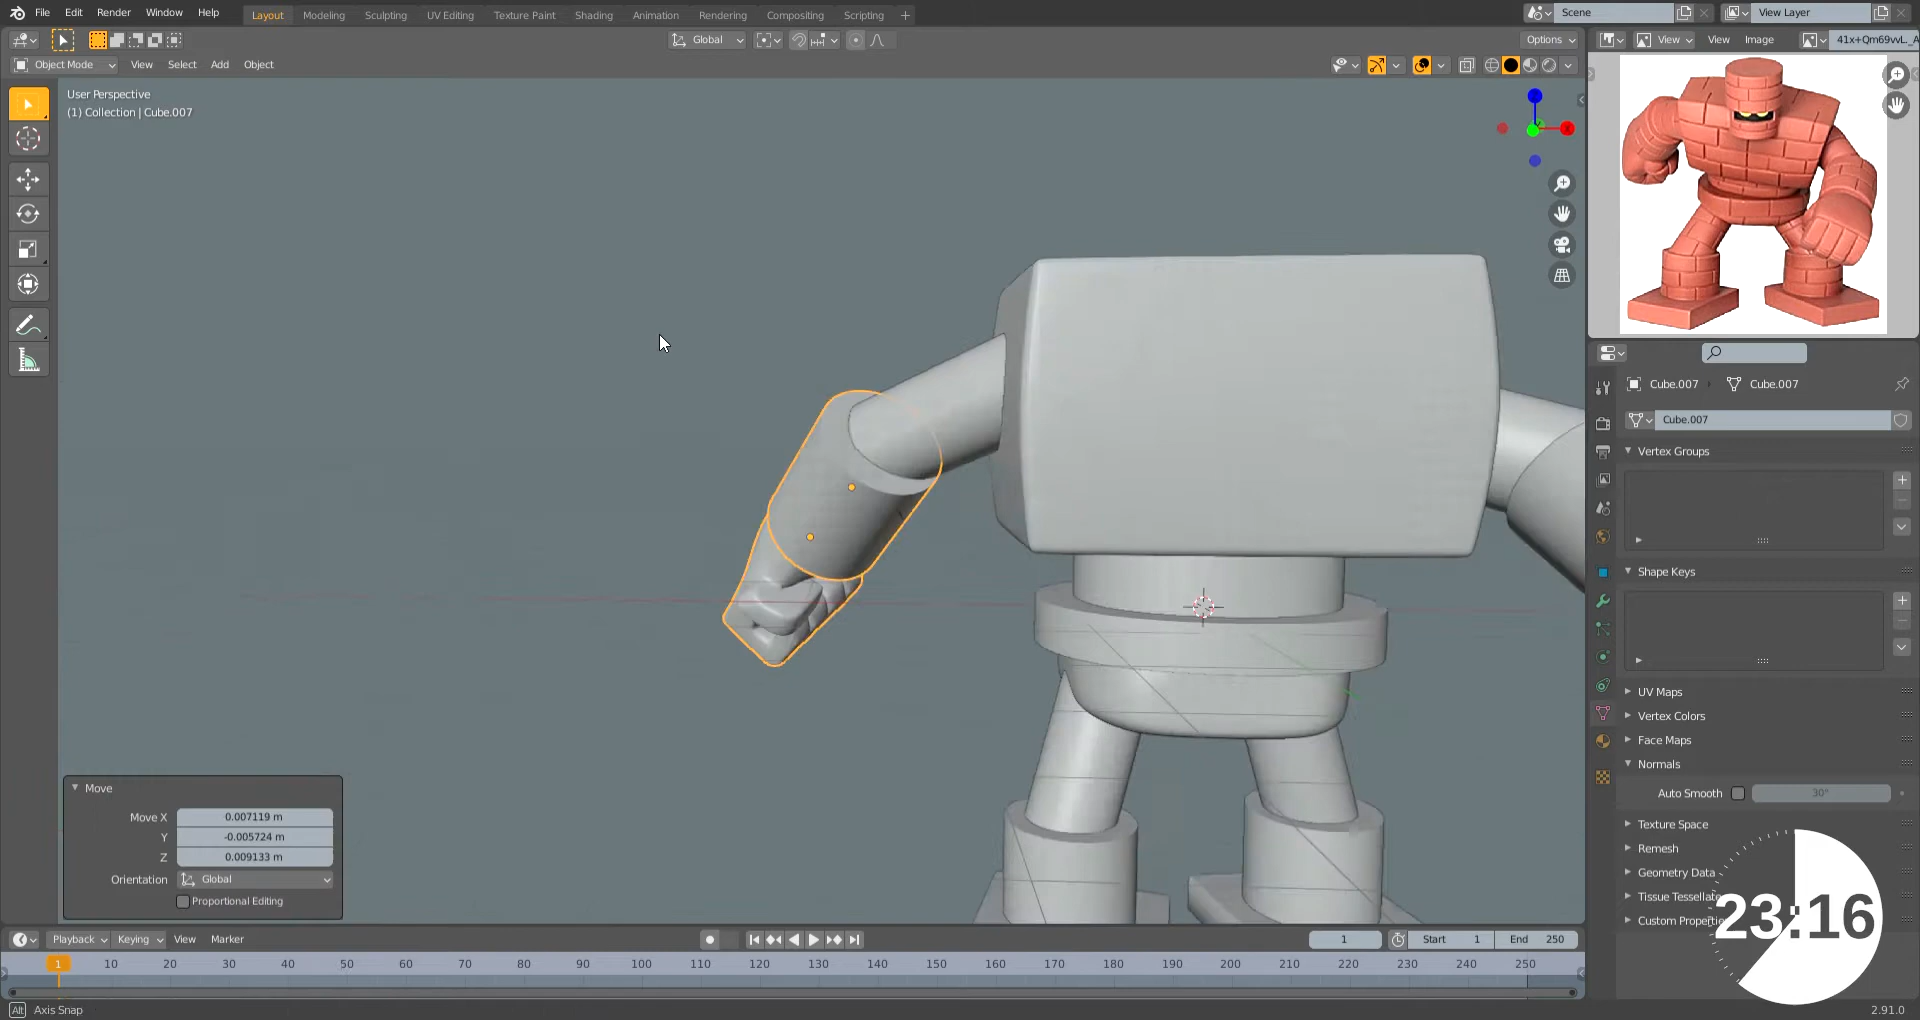 File Edit Render Window Help
Layout Modeling Sculpting UV Editing Texture Paint Shading Animation Rendering Compositing Scripting +
Scene View Layer
Global Options
View View Image 41x+Qm69vvL._A
Object Mode View Select Add Object
User Perspective
(1) Collection | Cube.007
Cube.007 Cube.007
Cube.007
Vertex Groups
Shape Keys
UV Maps
Vertex Colors
Face Maps
Normals
Auto Smooth 30°
Texture Space
Remesh
Geometry Data
Tissue Tessellate
Custom Propertie
23:16
Move
Move X 0.007119 m
Y -0.005724 m
Z 0.009133 m
Orientation Global
Proportional Editing
Playback Keying View Marker
1 Start 1 End 250
1 10 20 30 40 50 60 70 80 90 100 110 120 130 140 150 160 170 180 190 200 210 220 230 240 250
Alt Axis Snap 2.91.0